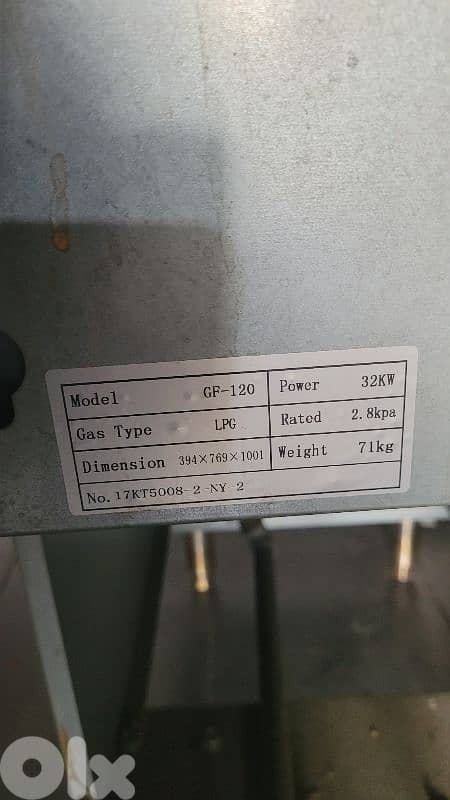 Model GF-120 Power 32KW
Gas Type LPG Rated 2.8kpa
Dimension 394×769×1001 Weight 71kg
No. 17KT5008-2-NY-2
OLX